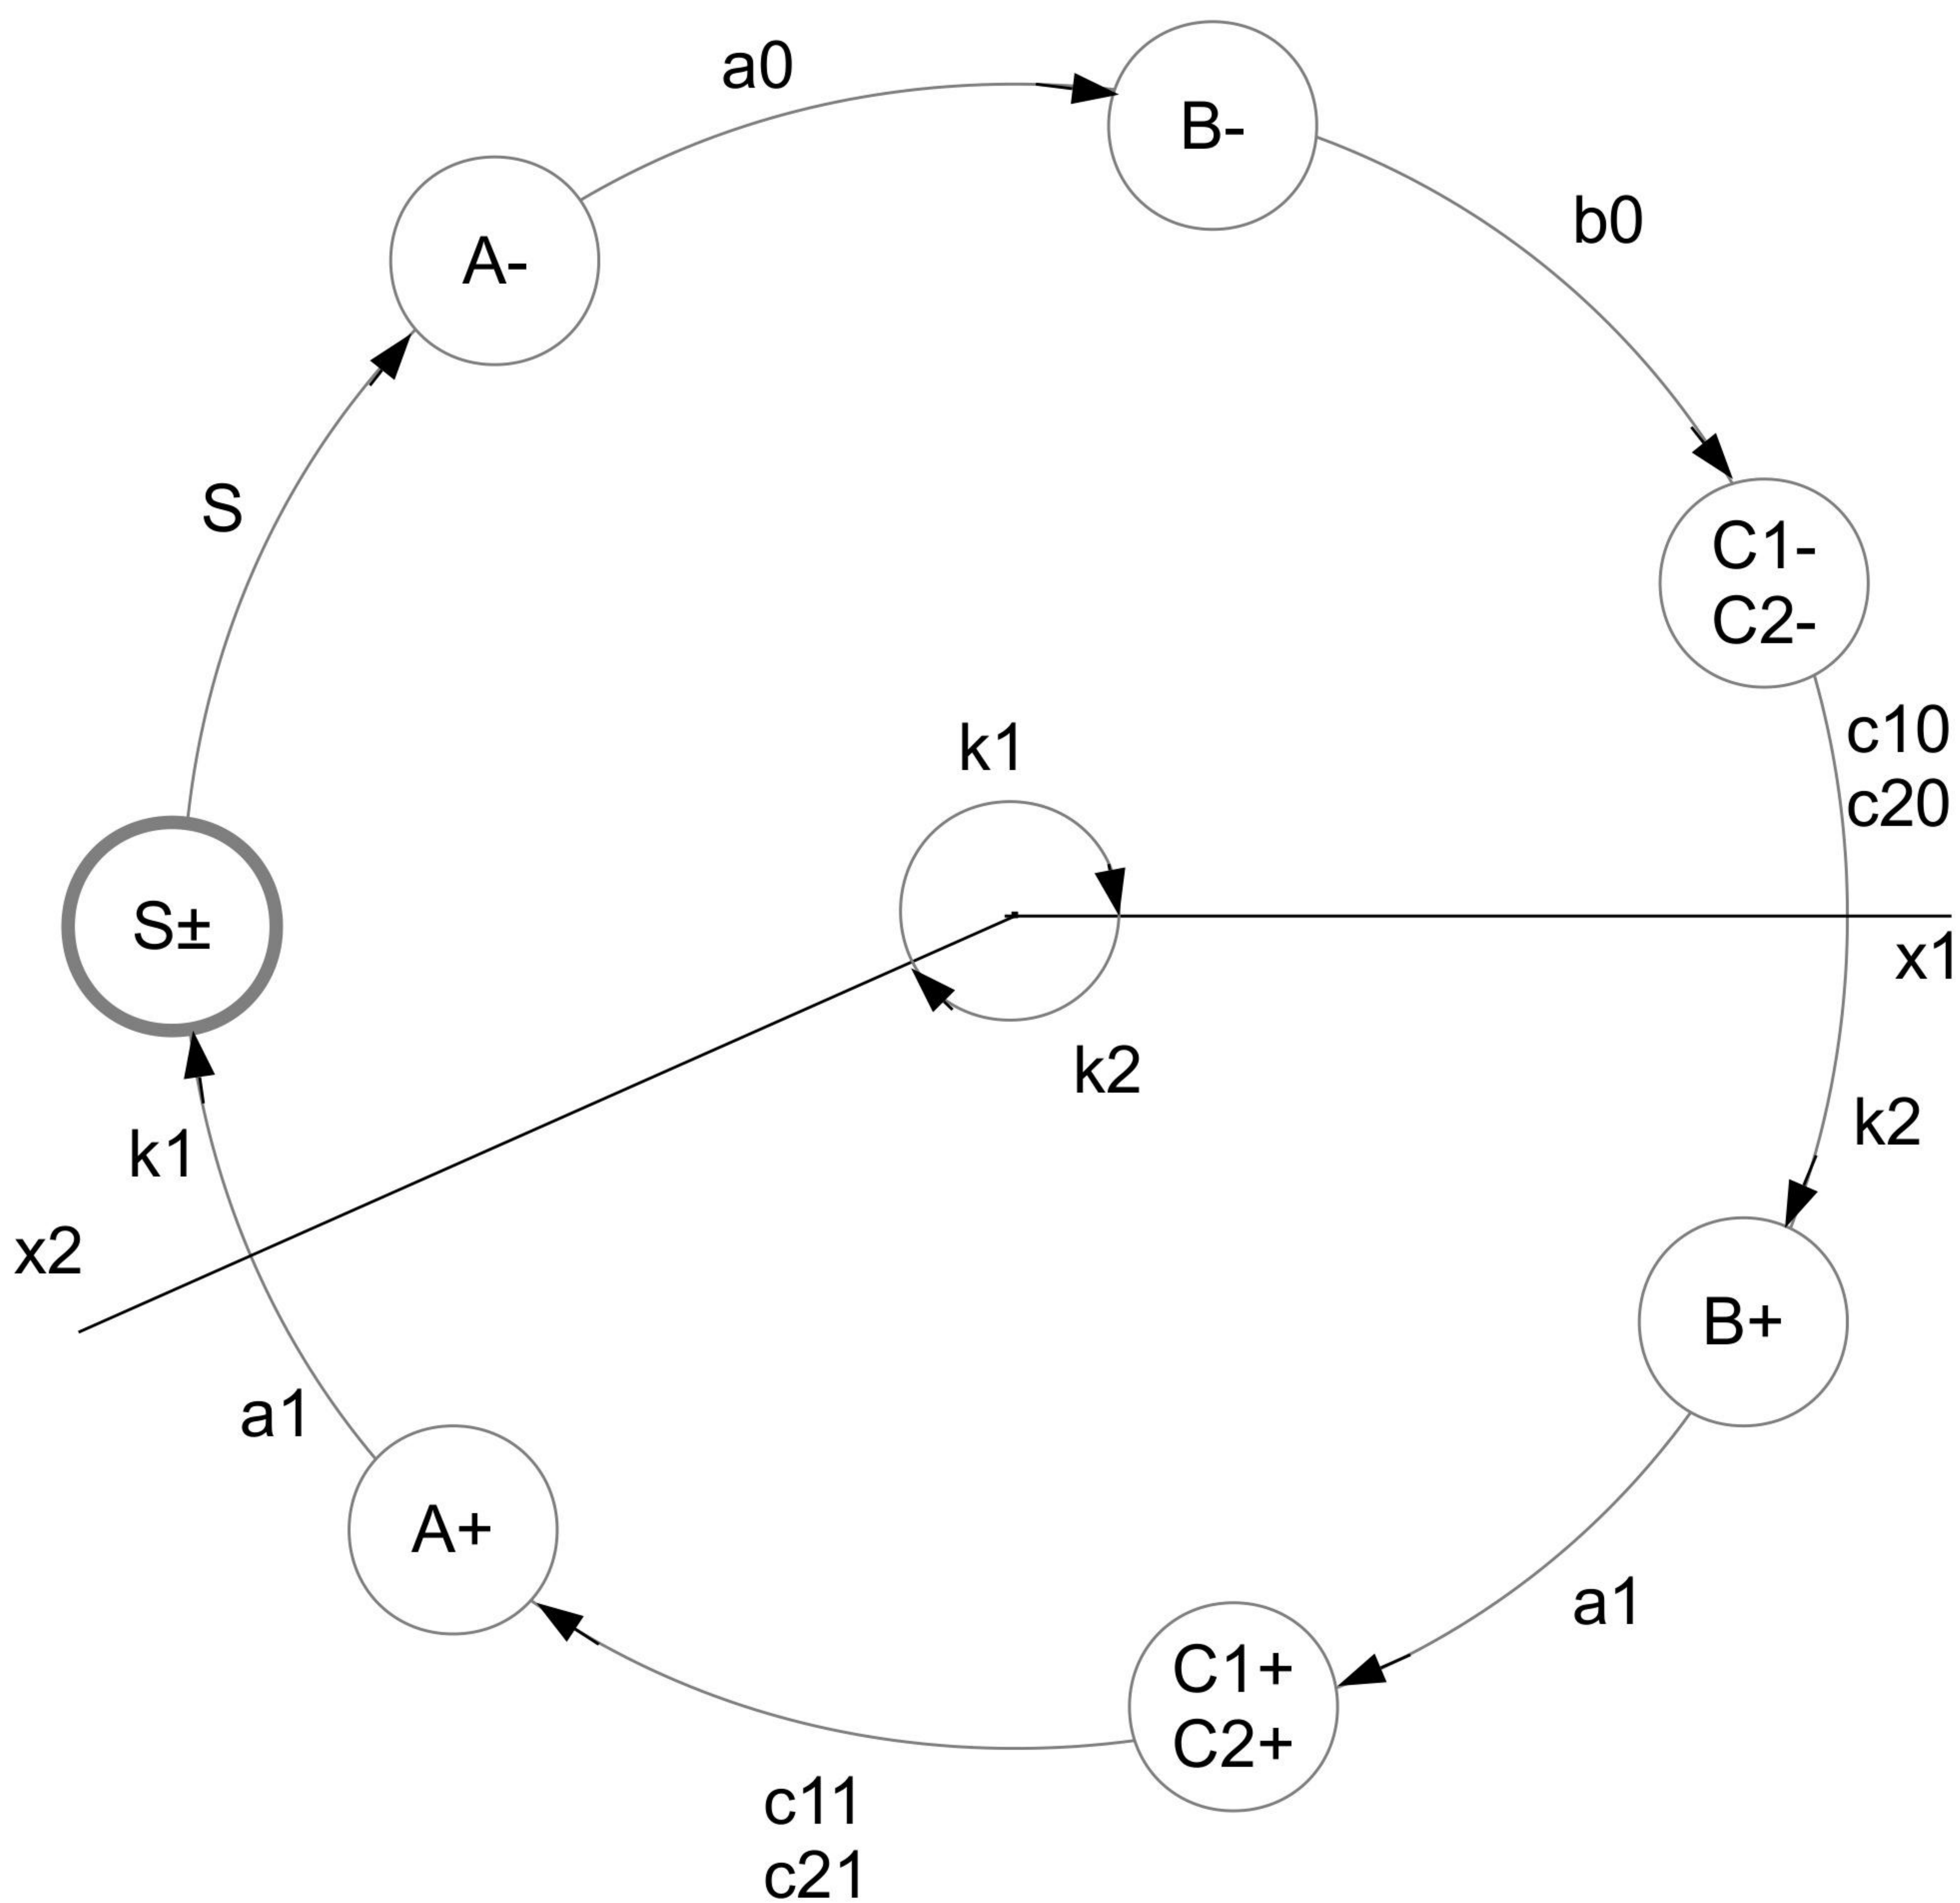 a0
B-
b0
A-
S
C1-
C2-
c10
c20
k1
S±
x1
k2
k2
k1
x2
B+
a1
A+
a1
C1+
C2+
c11
c21